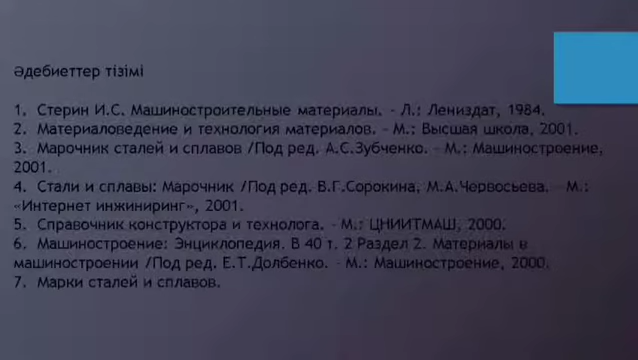 Әдебиеттер тізімі
1. Стерин И.С. Машиностроительные материалы. – Л.: Лениздат, 1984.
2. Материаловедение и технология материалов. – М.: Высшая школа, 2001.
3. Марочник сталей и сплавов /Под ред. А.С.Зубченко. – М.: Машиностроение,
2001.
4. Стали и сплавы: Марочник /Под ред. В.Г.Сорокина, М.А.Червосьева. – М.:
«Интернет инжиниринг», 2001.
5. Справочник конструктора и технолога. – М.: ЦНИИТМАШ, 2000.
6. Машиностроение: Энциклопедия. В 40 т. 2 Раздел 2. Материалы в
машиностроении /Под ред. Е.Т.Долбенко. – М.: Машиностроение, 2000.
7. Марки сталей и сплавов.